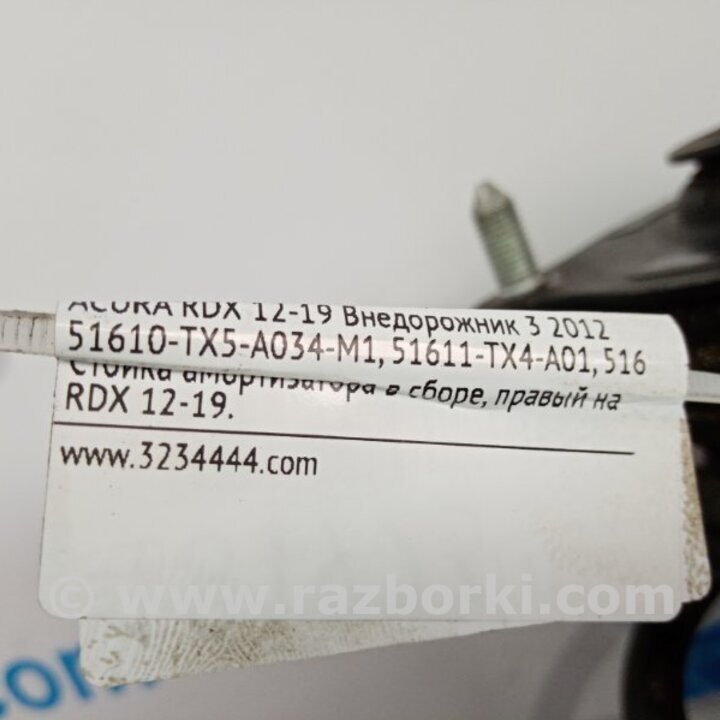 ACURA RDX 12-19 Внедорожник 3 2012
51610-TX5-A034-M1, 51611-TX4-A01, 516
Стойка амортизатора в сборе, правый на
RDX 12-19.
www.3234444.com
© www.razborki.com
.com